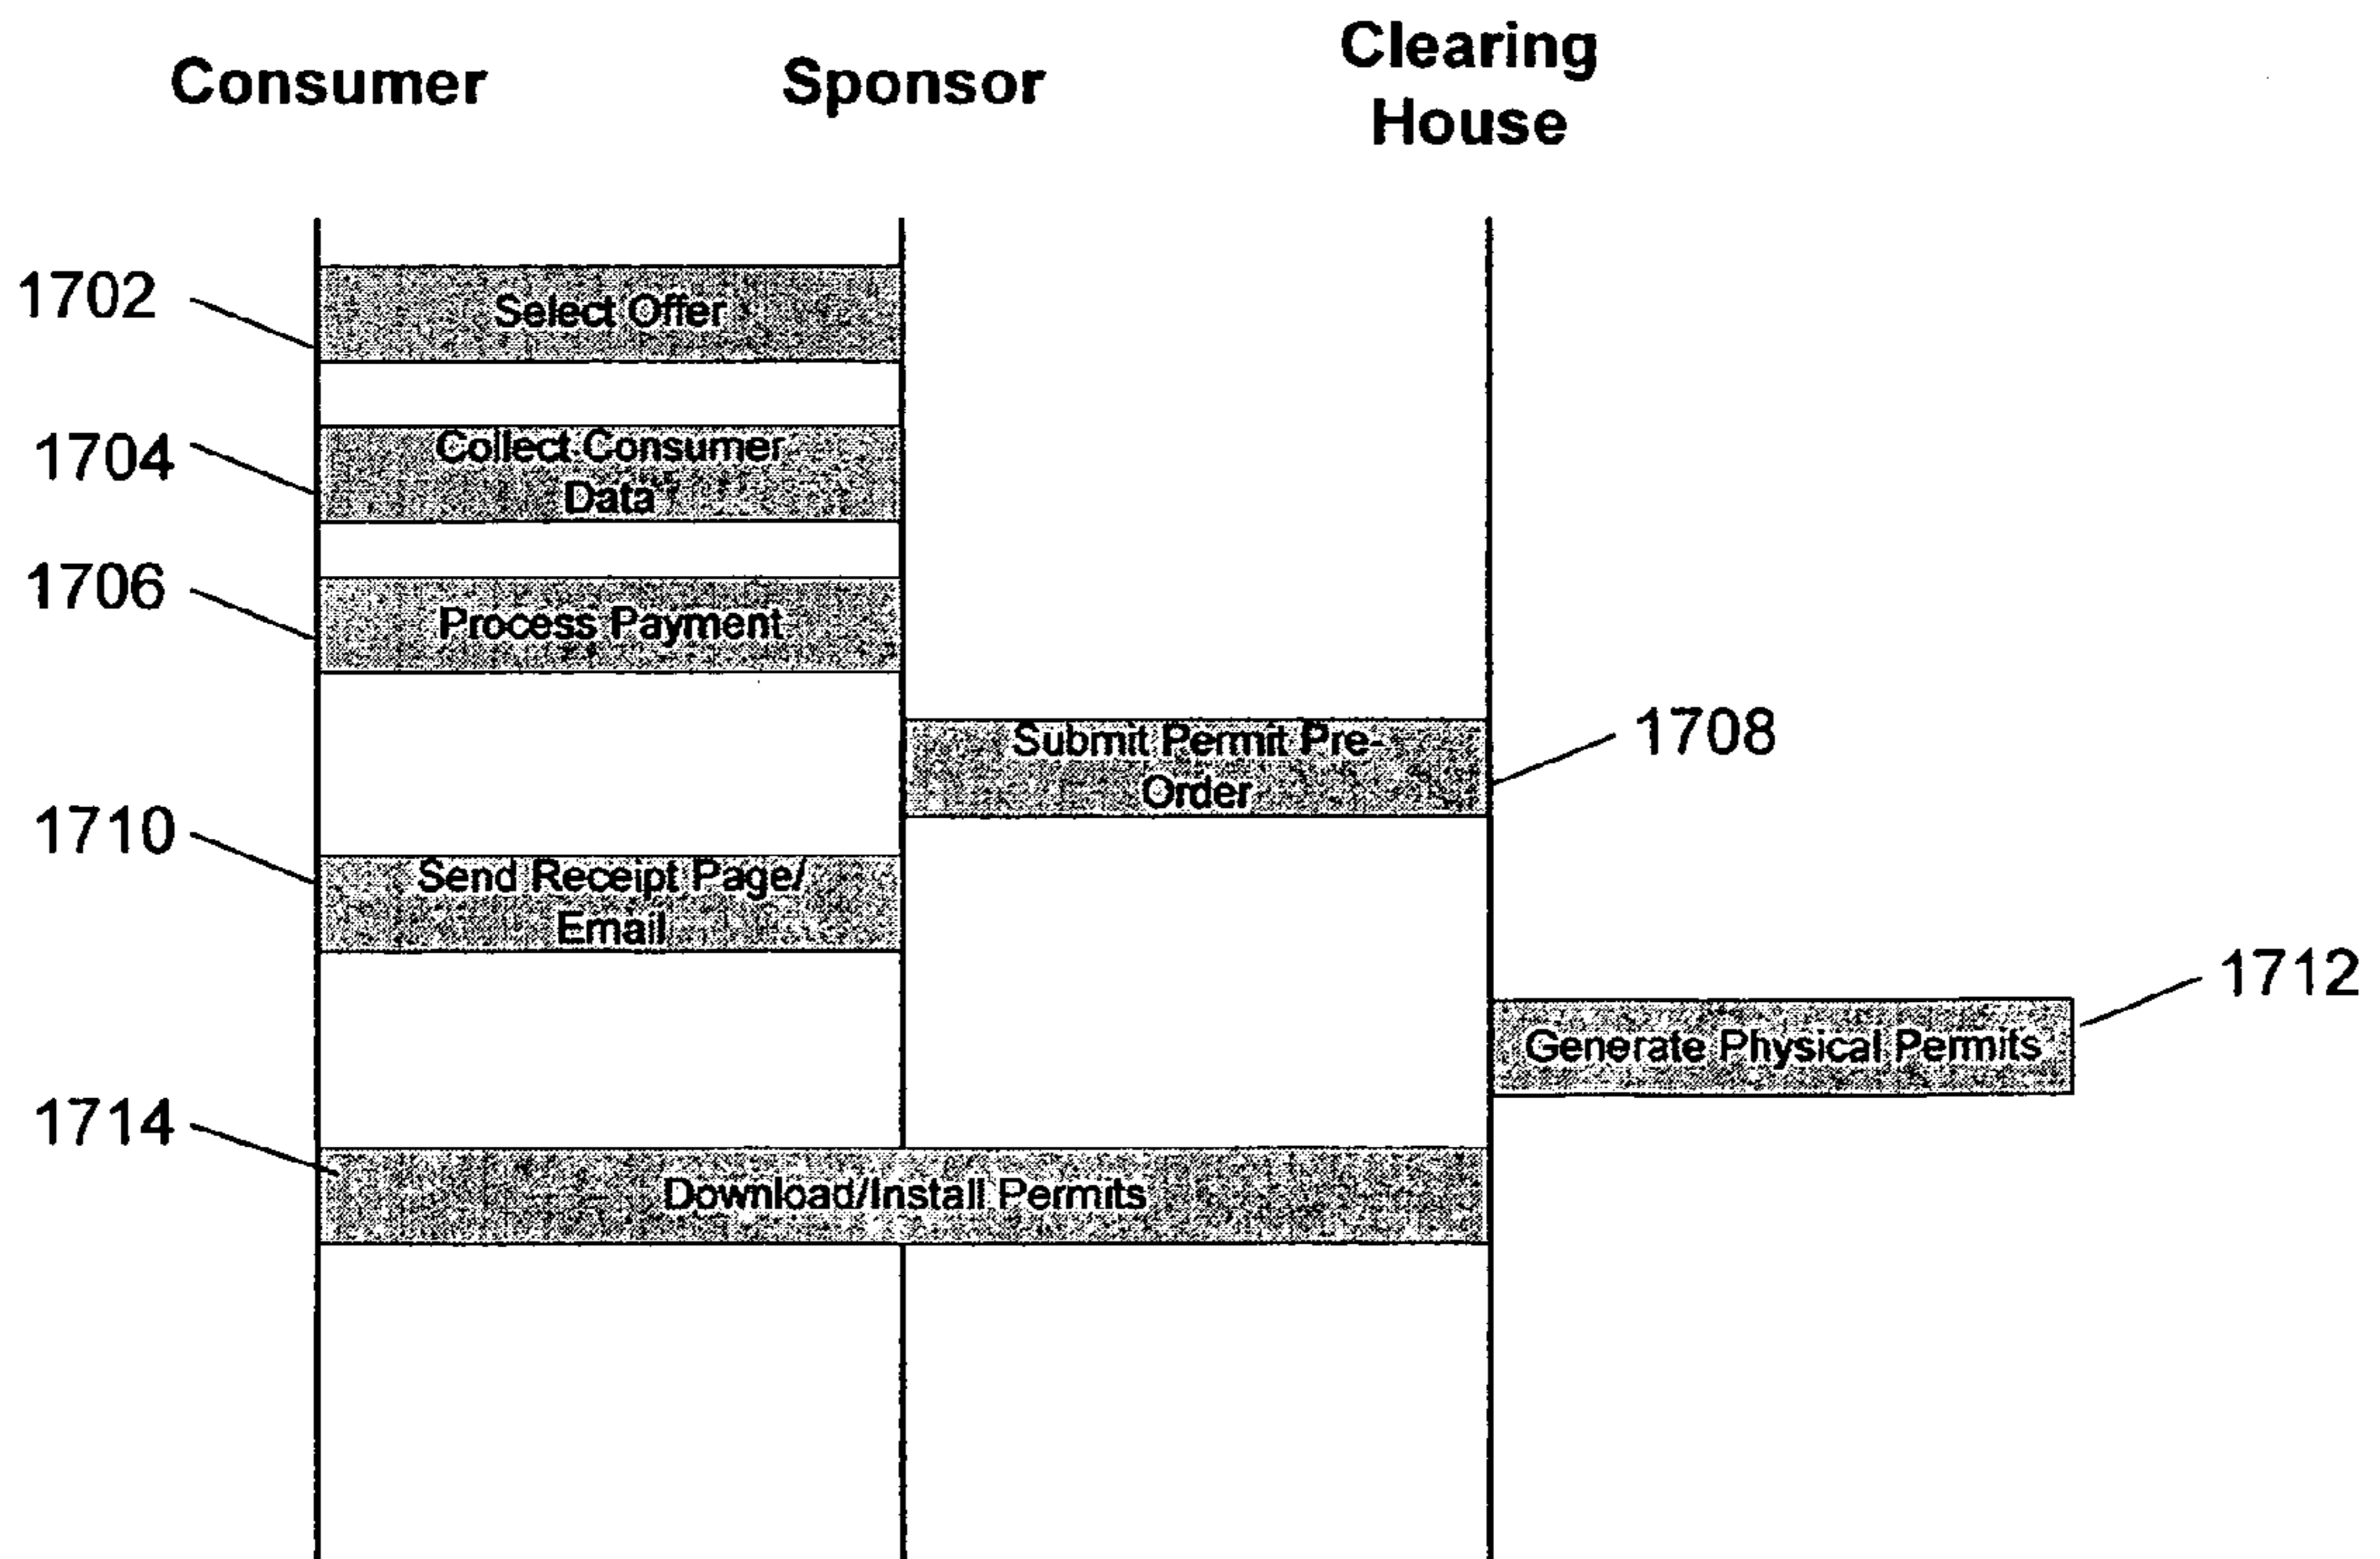 Consumer
Sponsor
Clearing
House
1702
Select Offer
1704
Collect Consumer
Data
1706
Process Payment
Submit Permit Pre-
Order
1708
1710
Send Receipt Page/
Email
1712
Generate Physical Permits
1714
Download/Install Permits